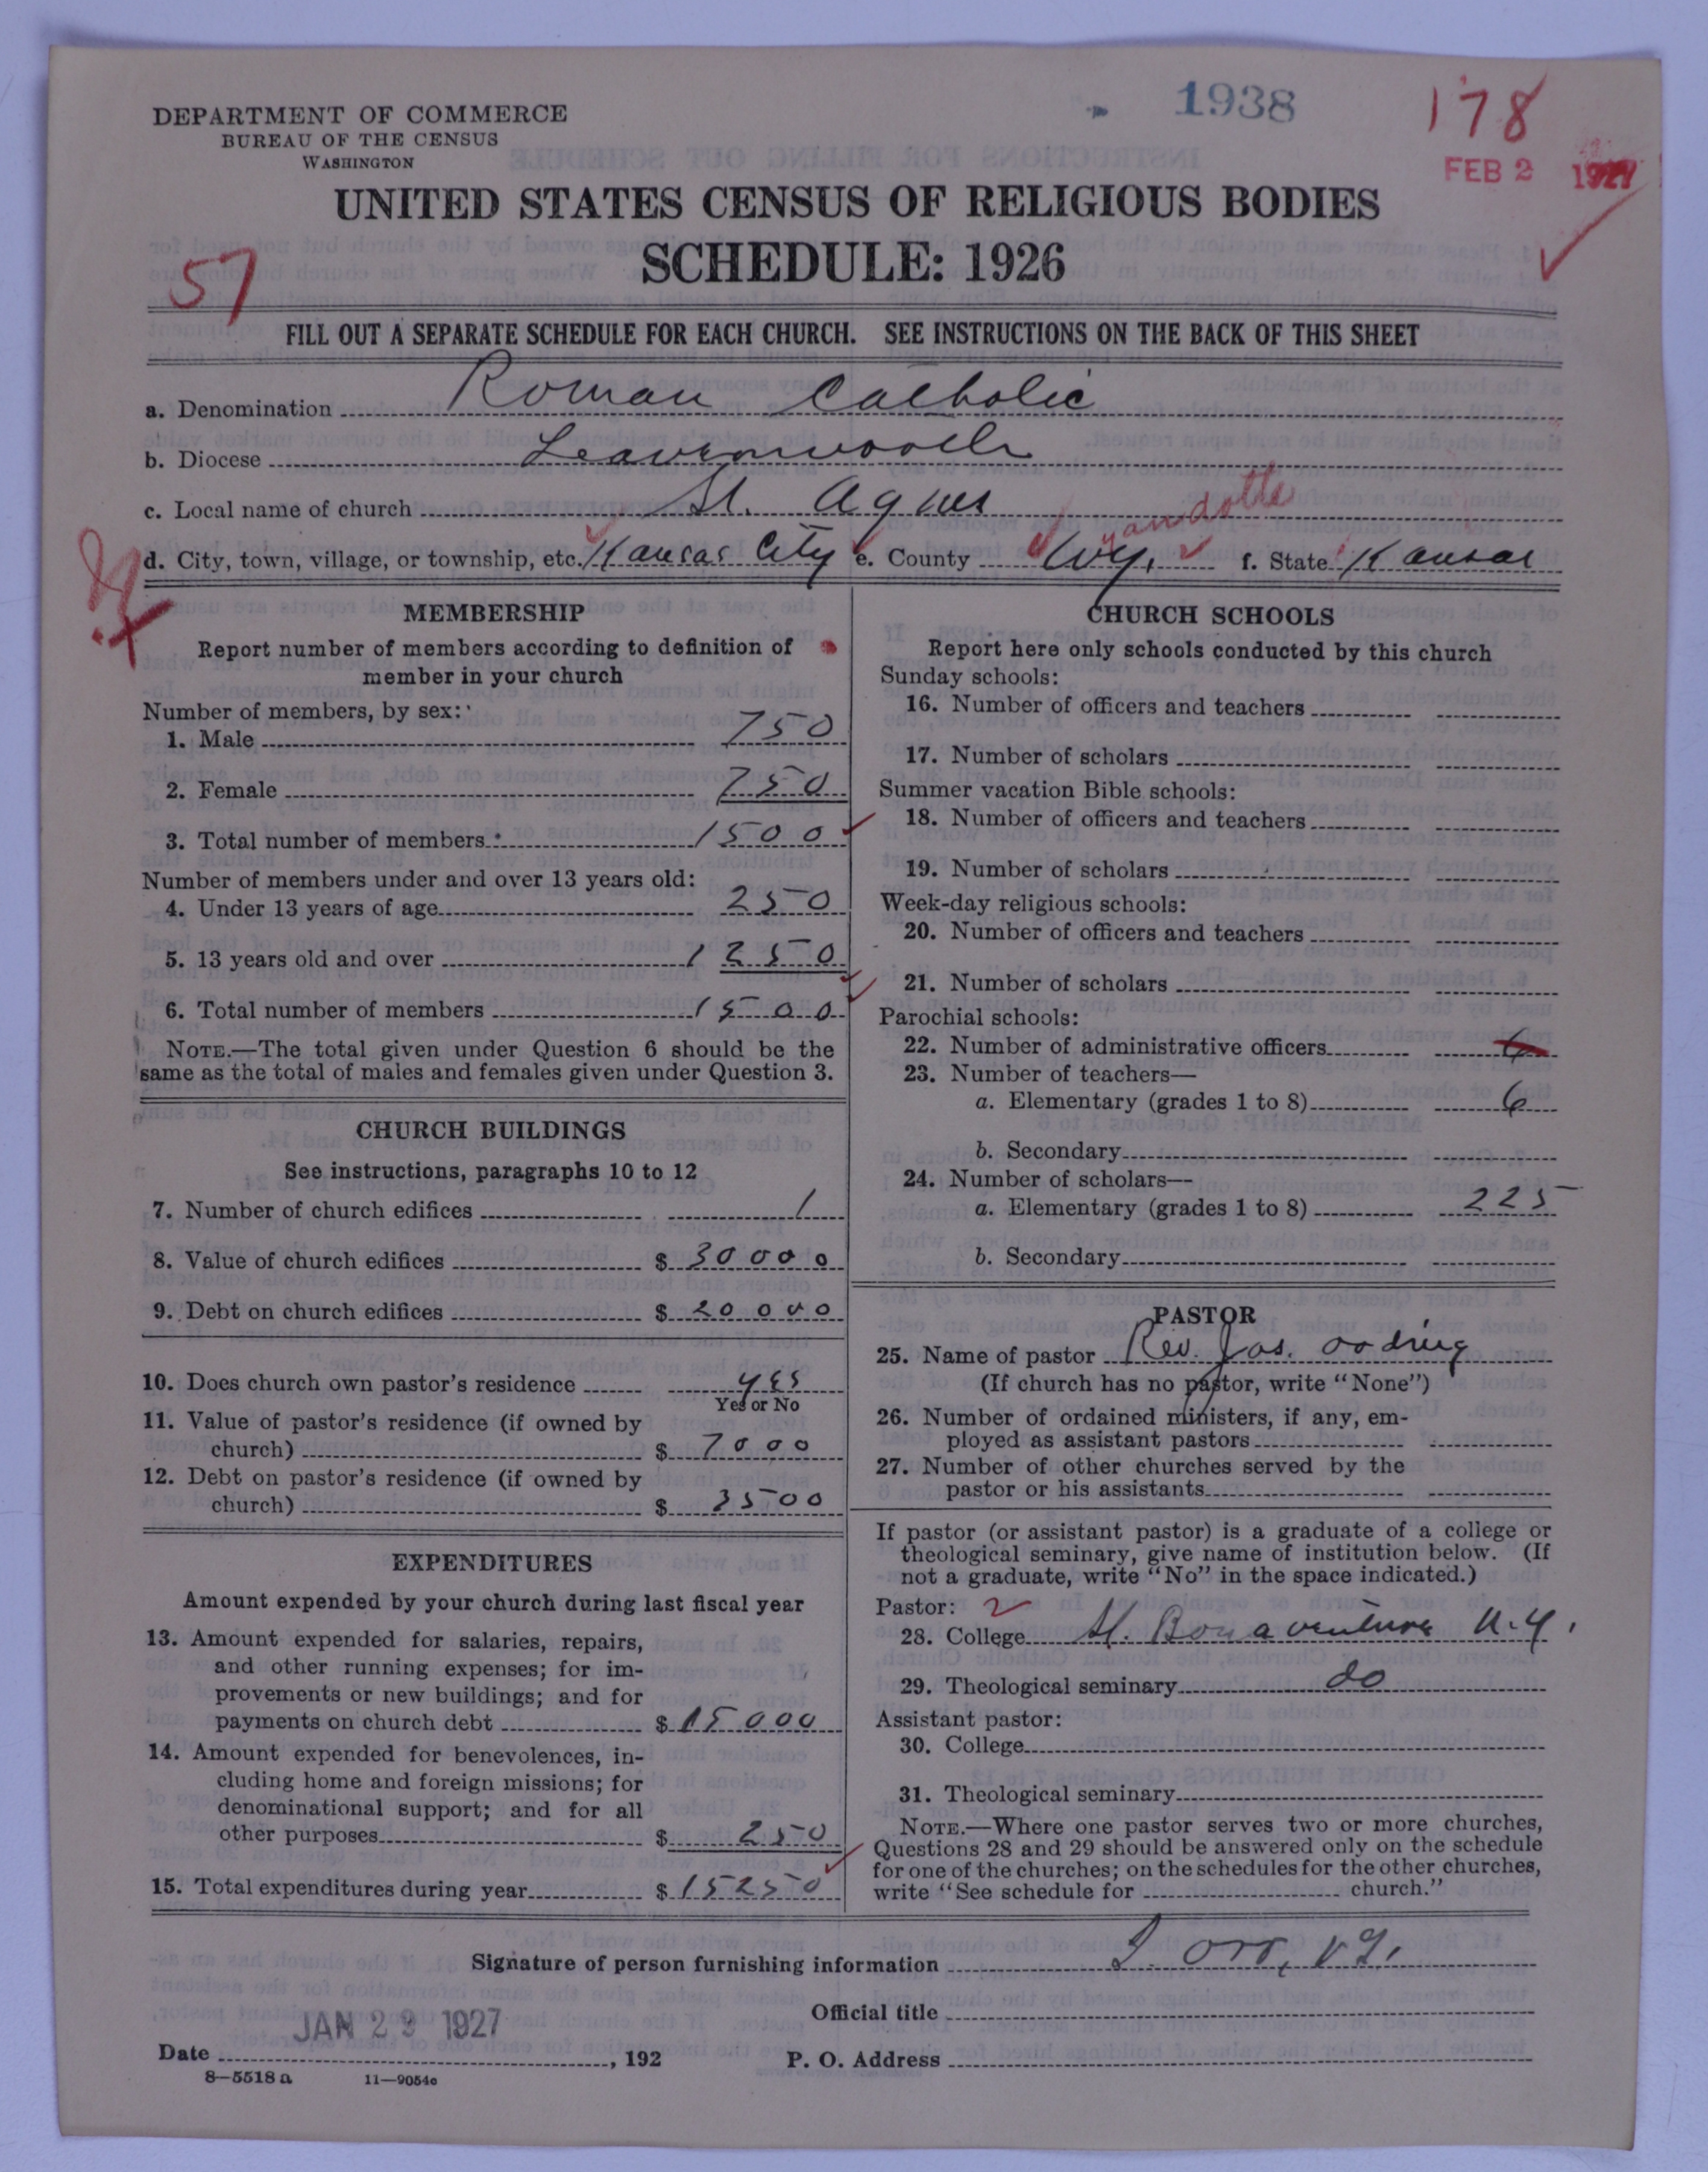 DEPARTMENT OF COMMERCE
BUREAU OF THE CENSUS
WASHINGTON
1938
178
FEB 2 1927
UNITED STATES CENSUS OF RELIGIOUS BODIES
SCHEDULE: 1926
57
FILL OUT A SEPARATE SCHEDULE FOR EACH CHURCH. SEE INSTRUCTIONS ON THE BACK OF THIS SHEET
a. Denomination Roman Catholic
b. Diocese Leavenworth
c. Local name of church St. Agnes
yandotte
d. City, town, village, or township, etc. Kansas City e. County Wy. f. State Kansas
MEMBERSHIP
Report number of members according to definition of
member in your church
Number of members, by sex:
1. Male 750
2. Female 750
3. Total number of members 1500
Number of members under and over 13 years old:
4. Under 13 years of age 250
5. 13 years old and over 1250
6. Total number of members 1500
NOTE.—The total given under Question 6 should be the
same as the total of males and females given under Question 3.
CHURCH BUILDINGS
See instructions, paragraphs 10 to 12
7. Number of church edifices 1
8. Value of church edifices $ 30000
9. Debt on church edifices $ 20000
10. Does church own pastor's residence yes
Yes or No
11. Value of pastor's residence (if owned by
church) $ 7000
12. Debt on pastor's residence (if owned by
church) $ 3500
EXPENDITURES
Amount expended by your church during last fiscal year
13. Amount expended for salaries, repairs,
and other running expenses; for im-
provements or new buildings; and for
payments on church debt $ 15000
14. Amount expended for benevolences, in-
cluding home and foreign missions; for
denominational support; and for all
other purposes $ 250
15. Total expenditures during year $ 15250
CHURCH SCHOOLS
Report here only schools conducted by this church
Sunday schools:
16. Number of officers and teachers
17. Number of scholars
Summer vacation Bible schools:
18. Number of officers and teachers
19. Number of scholars
Week-day religious schools:
20. Number of officers and teachers
21. Number of scholars
Parochial schools:
22. Number of administrative officers 6
23. Number of teachers—
a. Elementary (grades 1 to 8) 6
b. Secondary
24. Number of scholars—
a. Elementary (grades 1 to 8) 225
b. Secondary
PASTOR
25. Name of pastor Rev. Jas. Ording
(If church has no pastor, write "None")
26. Number of ordained ministers, if any, em-
ployed as assistant pastors
27. Number of other churches served by the
pastor or his assistants
If pastor (or assistant pastor) is a graduate of a college or
theological seminary, give name of institution below. (If
not a graduate, write "No" in the space indicated.)
Pastor: 2
28. College St. Bonaventure N.Y.
29. Theological seminary do
Assistant pastor:
30. College
31. Theological seminary
NOTE.—Where one pastor serves two or more churches,
Questions 28 and 29 should be answered only on the schedule
for one of the churches; on the schedules for the other churches,
write "See schedule for church."
Signature of person furnishing information
Official title
JAN 29 1927
Date , 192
P. O. Address
8—5518 a 11—9054c